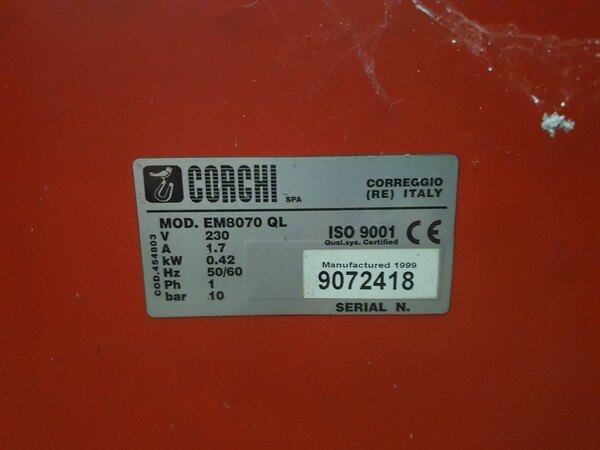 CORGHI SPA
CORREGGIO
(RE) ITALY
MOD. EM8070 QL
V 230
A 1.7
kW 0.42
Hz 50/60
Ph 1
bar 10
COD.454803
ISO 9001 CE
Qual.sys. Certified
Manufactured 1999
9072418
SERIAL N.